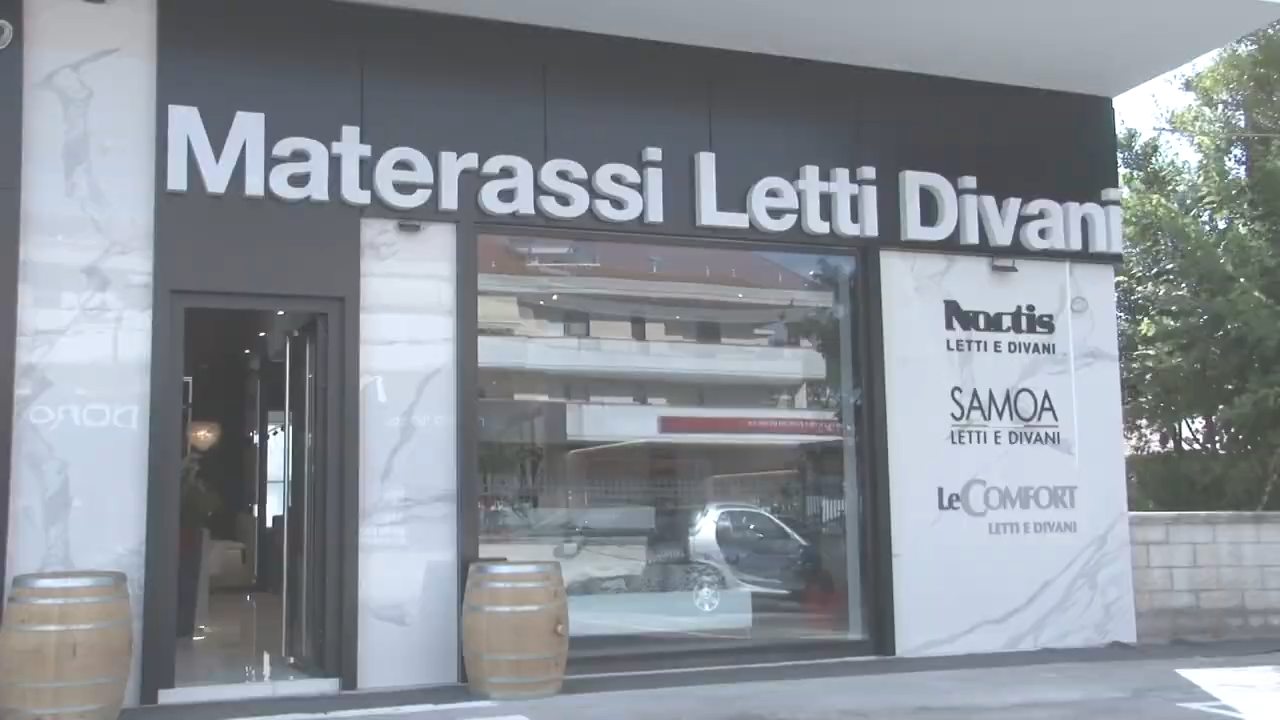 Materassi Letti Divani
Noctis
LETTI E DIVANI
SAMOA
LETTI E DIVANI
LeCOMFORT
LETTI E DIVANI